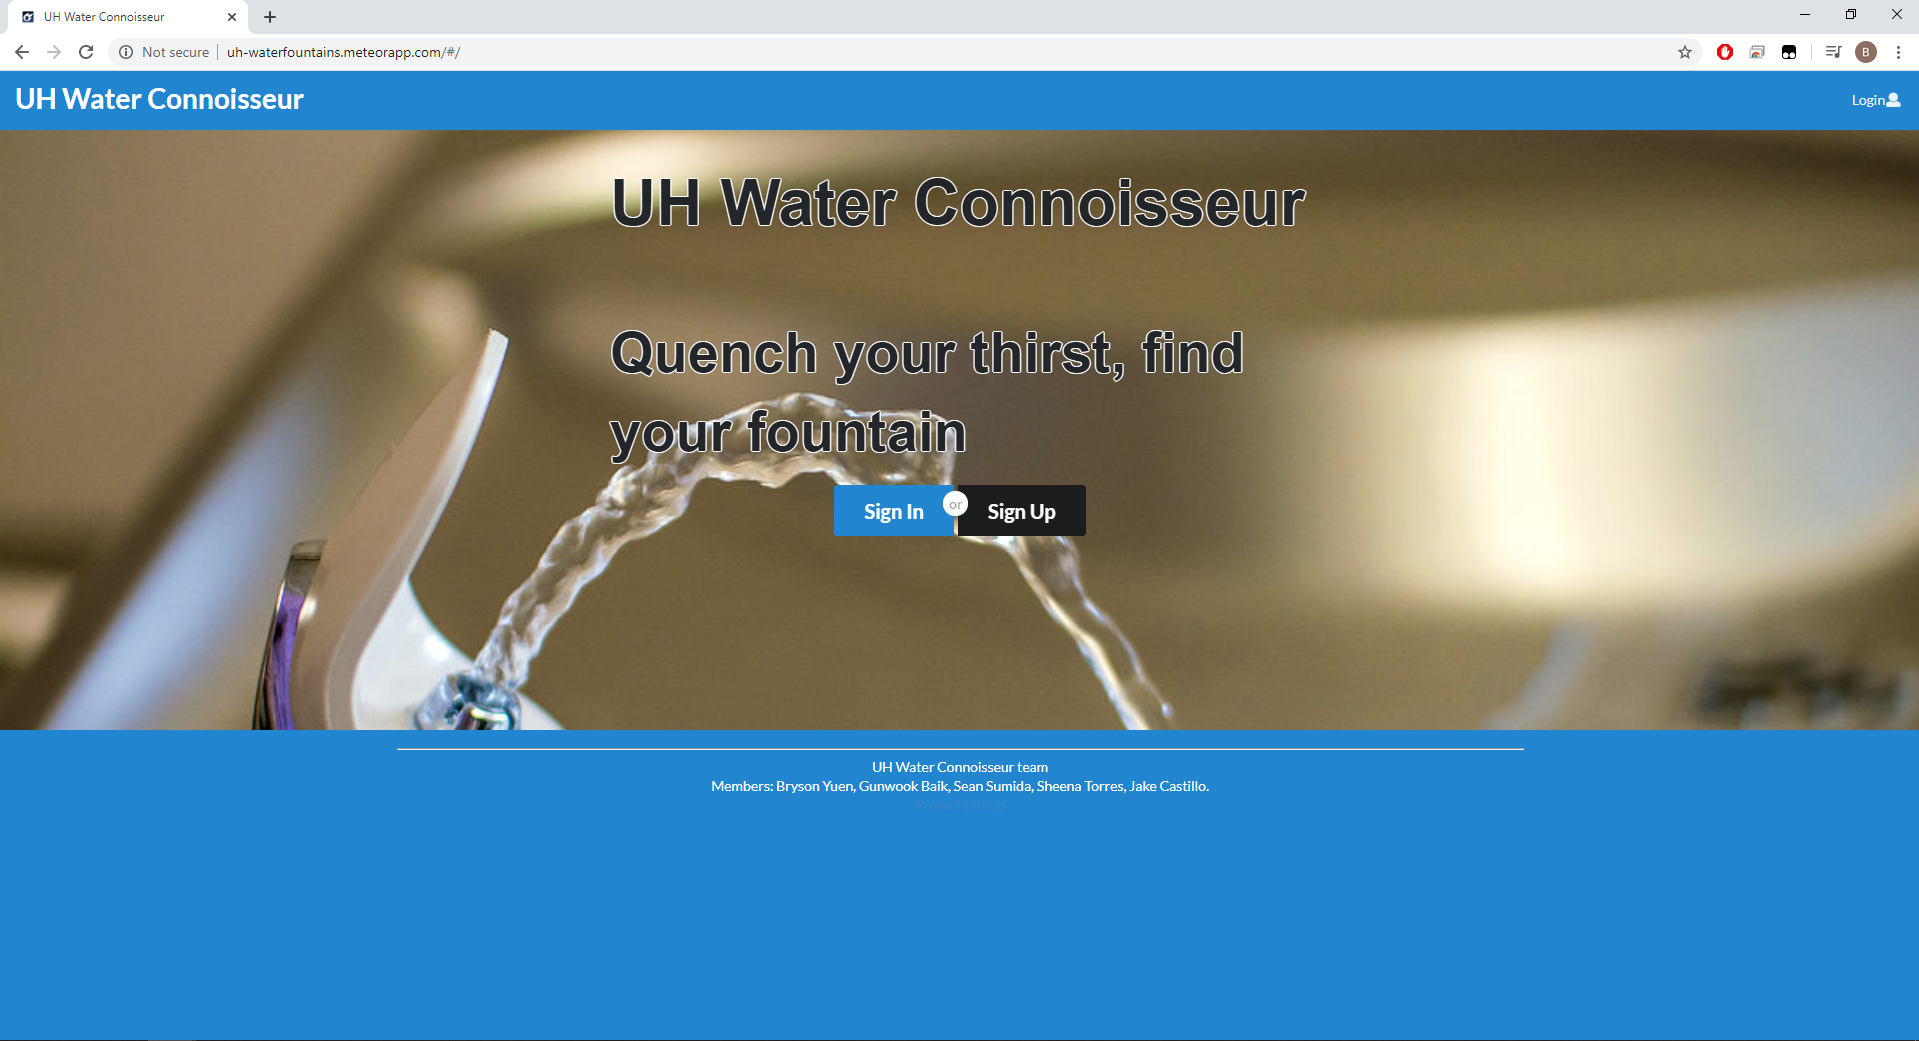 UH Water Connoisseur
Not secure
uh-waterfountains.meteorapp.com/#/
B
UH Water Connoisseur
Login
UH Water Connoisseur
Quench your thirst, find
your fountain
Sign In
or
Sign Up
UH Water Connoisseur team
Members: Bryson Yuen, Gunwook Baik, Sean Sumida, Sheena Torres, Jake Castillo.
Project Github